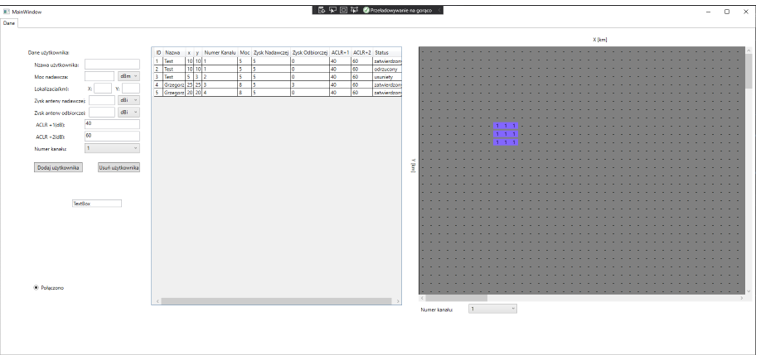 MainWindow
Przeładowywanie na gorąco
Dane
X [km]
Dane użytkownika
Nazwa użytkownika:
Moc nadawcza:
dBm
Lokalizacja(km): X: Y:
Zysk anteny nadawczej:
dBi
Zysk anteny odbiorczej:
dBi
ACLR +1(dB): 40
ACLR +2(dB): 60
Numer kanału: 1
Dodaj użytkownika Usuń użytkownika
TextBox
Połączono
ID Nazwa x y Numer Kanału Moc Zysk Nadawczej Zysk Odbiorczej ACLR+1 ACLR+2 Status
1 Test 10 10 1 5 5 0 40 60 zatwierdzon
2 Test 10 10 1 5 5 0 40 60 odrzucony
3 Test 5 3 2 5 5 0 40 60 usunięty
4 Grzegorz 25 25 3 8 5 3 40 60 zatwierdzon
5 Grzegorz 20 20 4 8 5 0 40 60 zatwierdzon
Y [km]
1 1 1
1 1 1
1 1 1
Numer kanału: 1